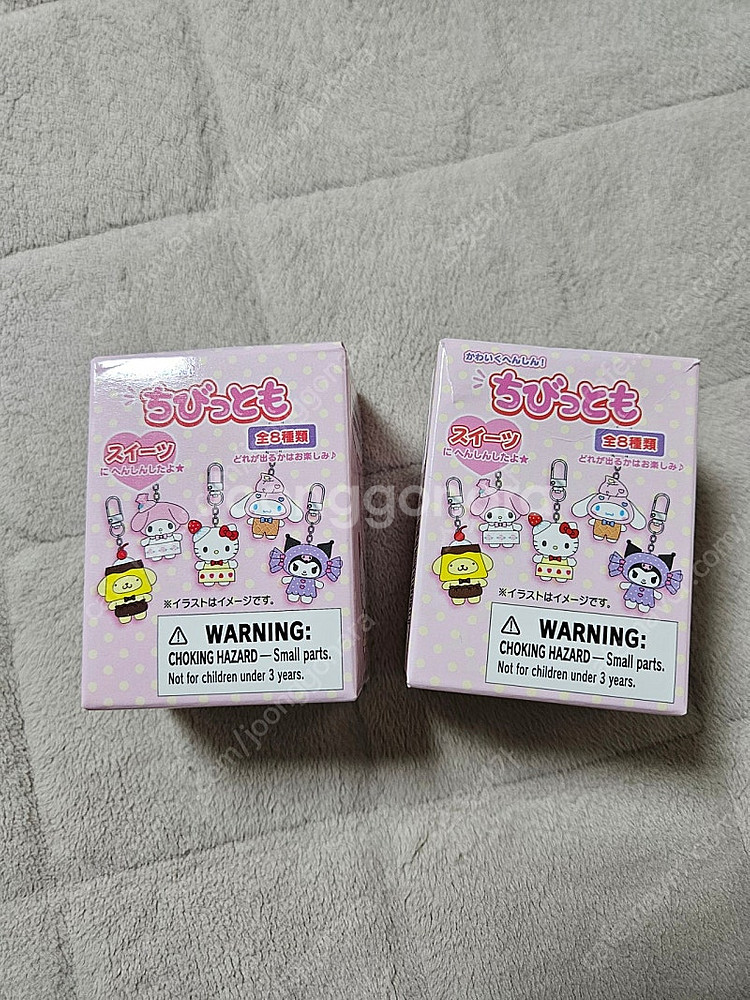 ちびっとも
スイーツ
にへんしんしたよ★
全8種類
どれが出るかはお楽しみ♪
※イラストはイメージです。
WARNING:
CHOKING HAZARD—Small parts.
Not for children under 3 years.
かわいくへんしん！
ちびっとも
スイーツ
にへんしんしたよ★
全8種類
どれが出るかはお楽しみ♪
※イラストはイメージです。
WARNING:
CHOKING HAZARD—Small parts.
Not for children under 3 years.
joonggonara